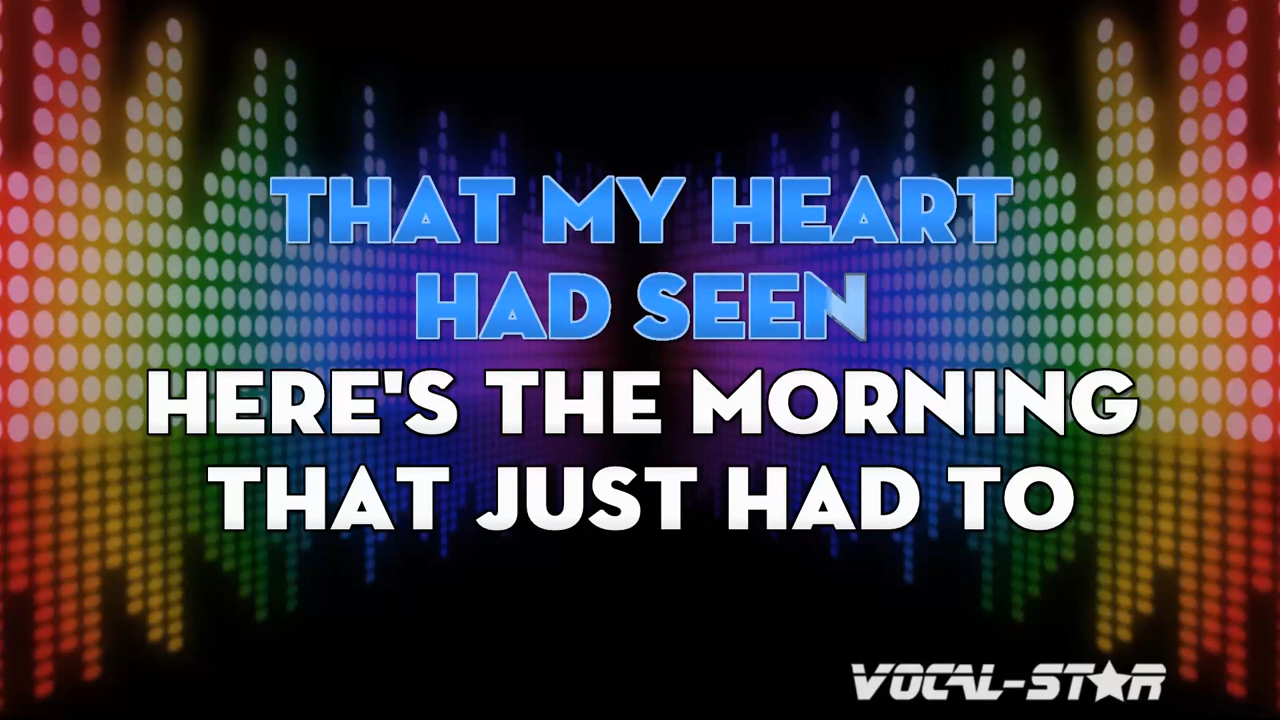 THAT MY HEART
HAD SEEN
HERE'S THE MORNING
THAT JUST HAD TO
VOCAL-STAR